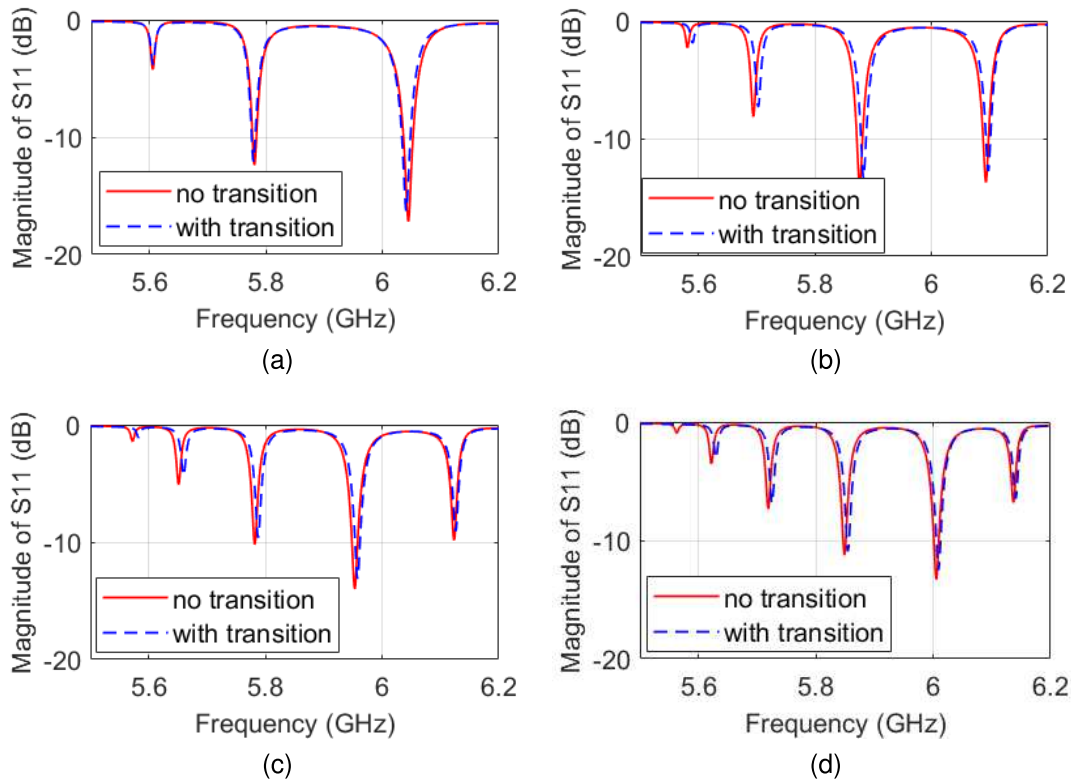 0
-10
-20
Magnitude of S11 (dB)
no transition
with transition
5.6
5.8
6
6.2
Frequency (GHz)
(a)
0
-10
-20
Magnitude of S11 (dB)
no transition
with transition
5.6
5.8
6
6.2
Frequency (GHz)
(b)
0
-10
-20
Magnitude of S11 (dB)
no transition
with transition
5.6
5.8
6
6.2
Frequency (GHz)
(c)
0
-10
-20
Magnitude of S11 (dB)
no transition
with transition
5.6
5.8
6
6.2
Frequency (GHz)
(d)